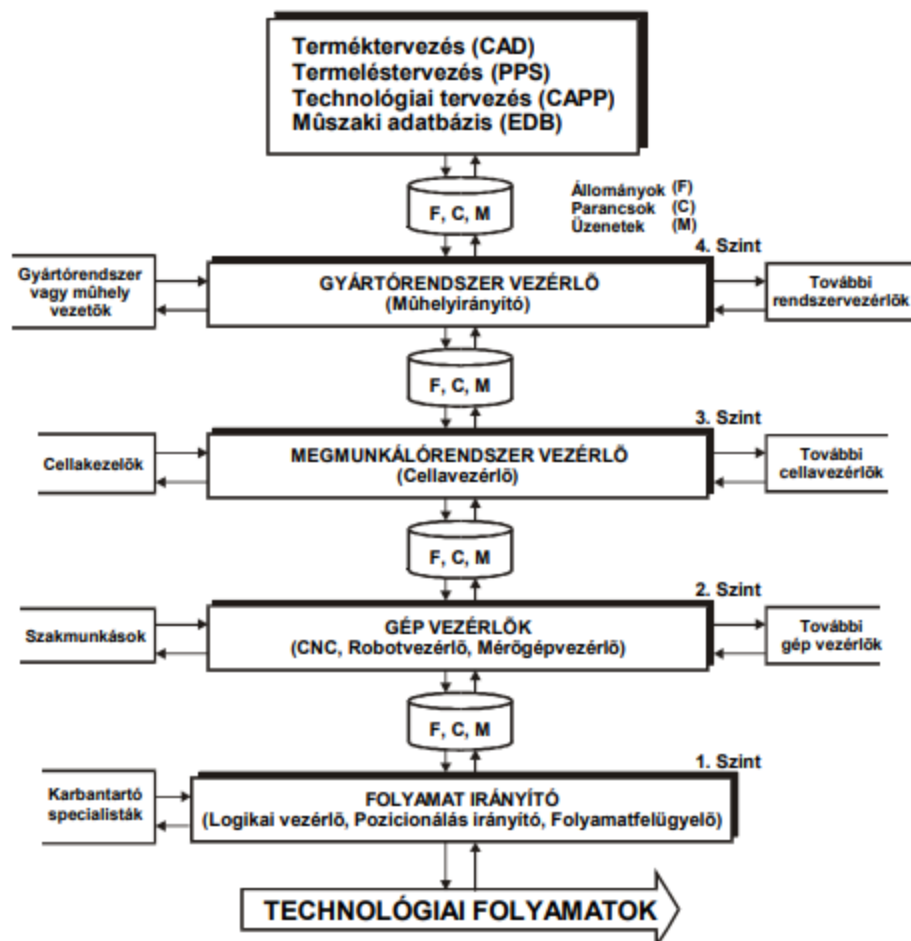 Terméktervezés (CAD)
Termeléstervezés (PPS)
Technológiai tervezés (CAPP)
Mûszaki adatbázis (EDB)
F, C, M
Állományok (F)
Parancsok (C)
Üzenetek (M)
4. Szint
Gyártórendszer
vagy mûhely
vezetõk
GYÁRTÓRENDSZER VEZÉRLÕ
(Mûhelyirányító)
További
rendszervezérlõk
F, C, M
3. Szint
Cellakezelõk
MEGMUNKÁLÓRENDSZER VEZÉRLÕ
(Cellavezérlõ)
További
cellavezérlõk
F, C, M
2. Szint
Szakmunkások
GÉP VEZÉRLÕK
(CNC, Robotvezérlõ, Mérõgépvezérlõ)
További
gép vezérlõk
F, C, M
1. Szint
Karbantartó
specialisták
FOLYAMAT IRÁNYÍTÓ
(Logikai vezérlõ, Pozicionálás irányító, Folyamatfelügyelõ)
TECHNOLÓGIAI FOLYAMATOK